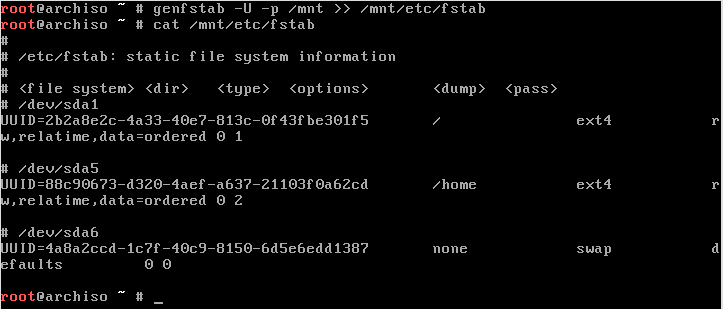 root@archiso ~ # genfstab -U -p /mnt >> /mnt/etc/fstab
root@archiso ~ # cat /mnt/etc/fstab
#
# /etc/fstab: static file system information
#
# <file system> <dir>   <type>  <options>        <dump>  <pass>
# /dev/sda1
UUID=2b2a8e2c-4a33-40e7-813c-0f43fbe301f5        /                 ext4            r
w,relatime,data=ordered 0 1
# /dev/sda5
UUID=88c90673-d320-4aef-a637-21103f0a62cd        /home             ext4            r
w,relatime,data=ordered 0 2
# /dev/sda6
UUID=4a8a2ccd-1c7f-40c9-8150-6d5e6edd1387        none              swap            d
efaults          0 0
root@archiso ~ # _